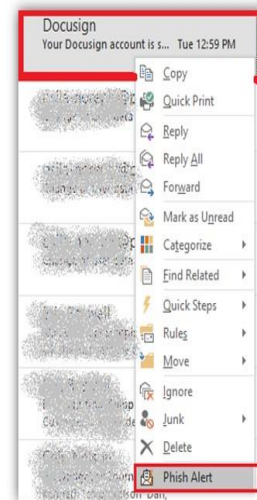 Docusign
Your Docusign account is s... Tue 12:59 PM
Copy
Quick Print
Reply
Reply All
Forward
Mark as Unread
Categorize
Find Related
Quick Steps
Rules
Move
Ignore
Junk
Delete
Phish Alert